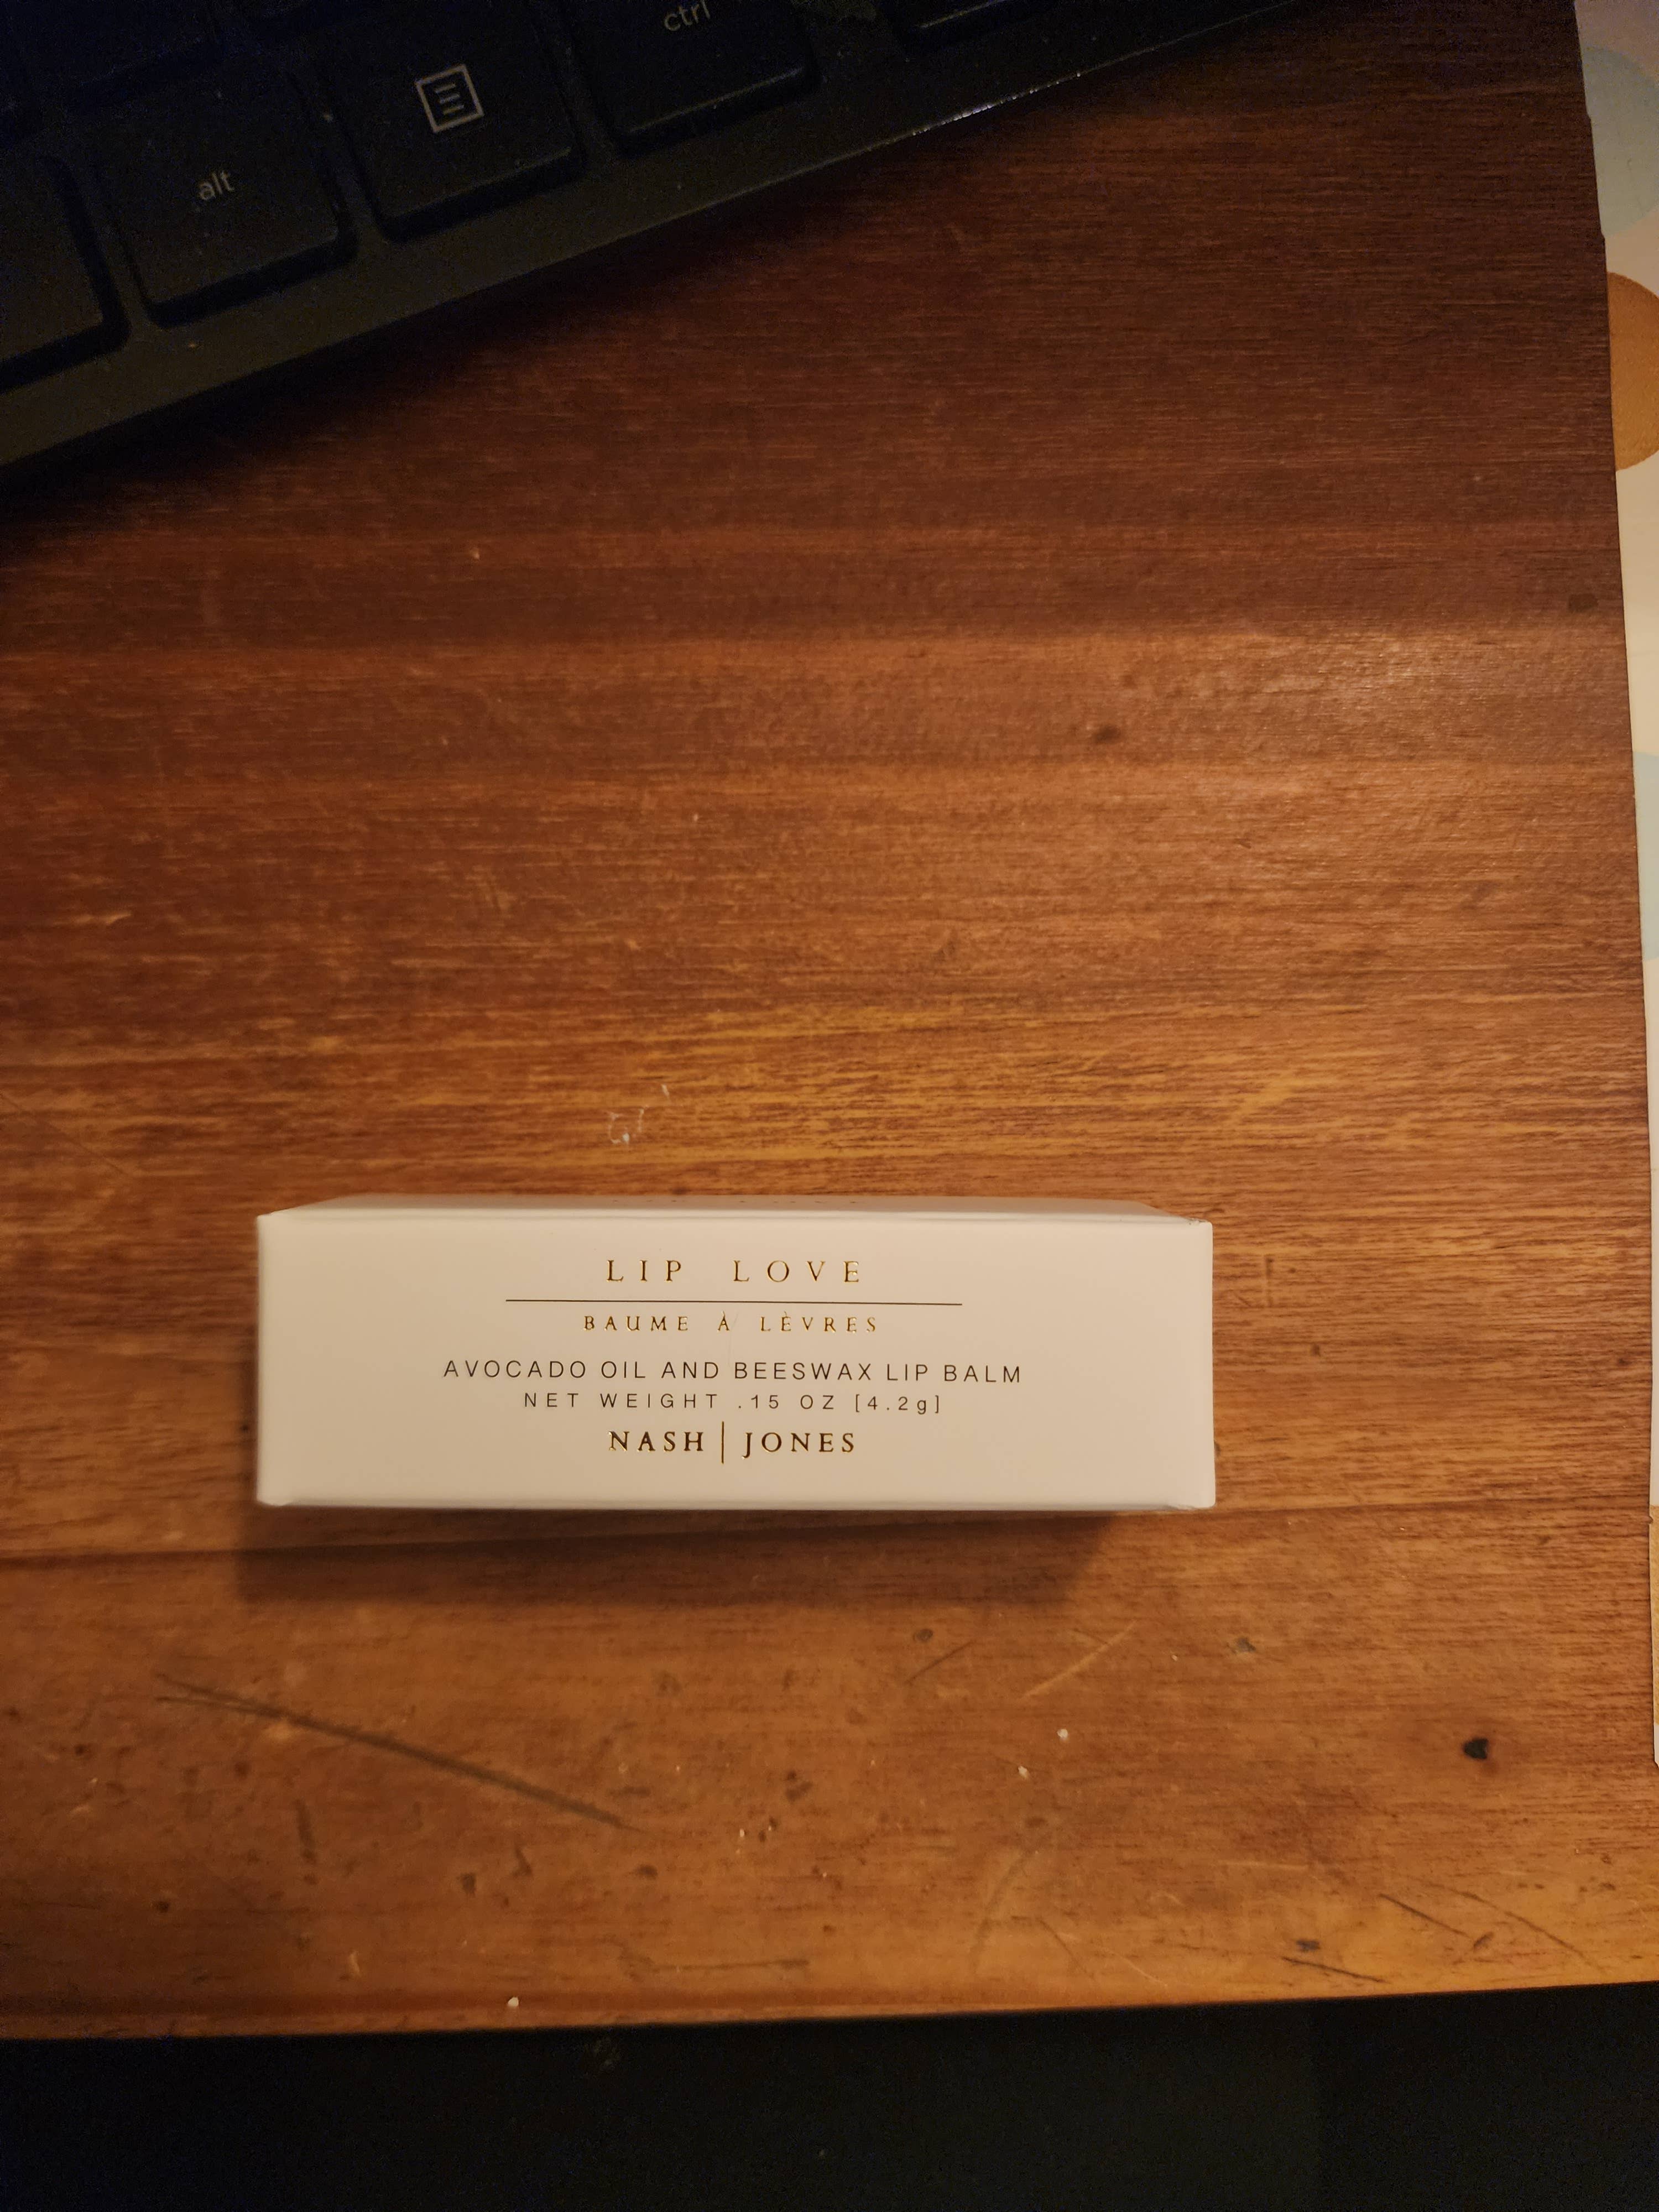 ctrl
alt
LIP LOVE
BAUME À LÈVRES
AVOCADO OIL AND BEESWAX LIP BALM
NET WEIGHT .15 OZ [4.2g]
NASH | JONES